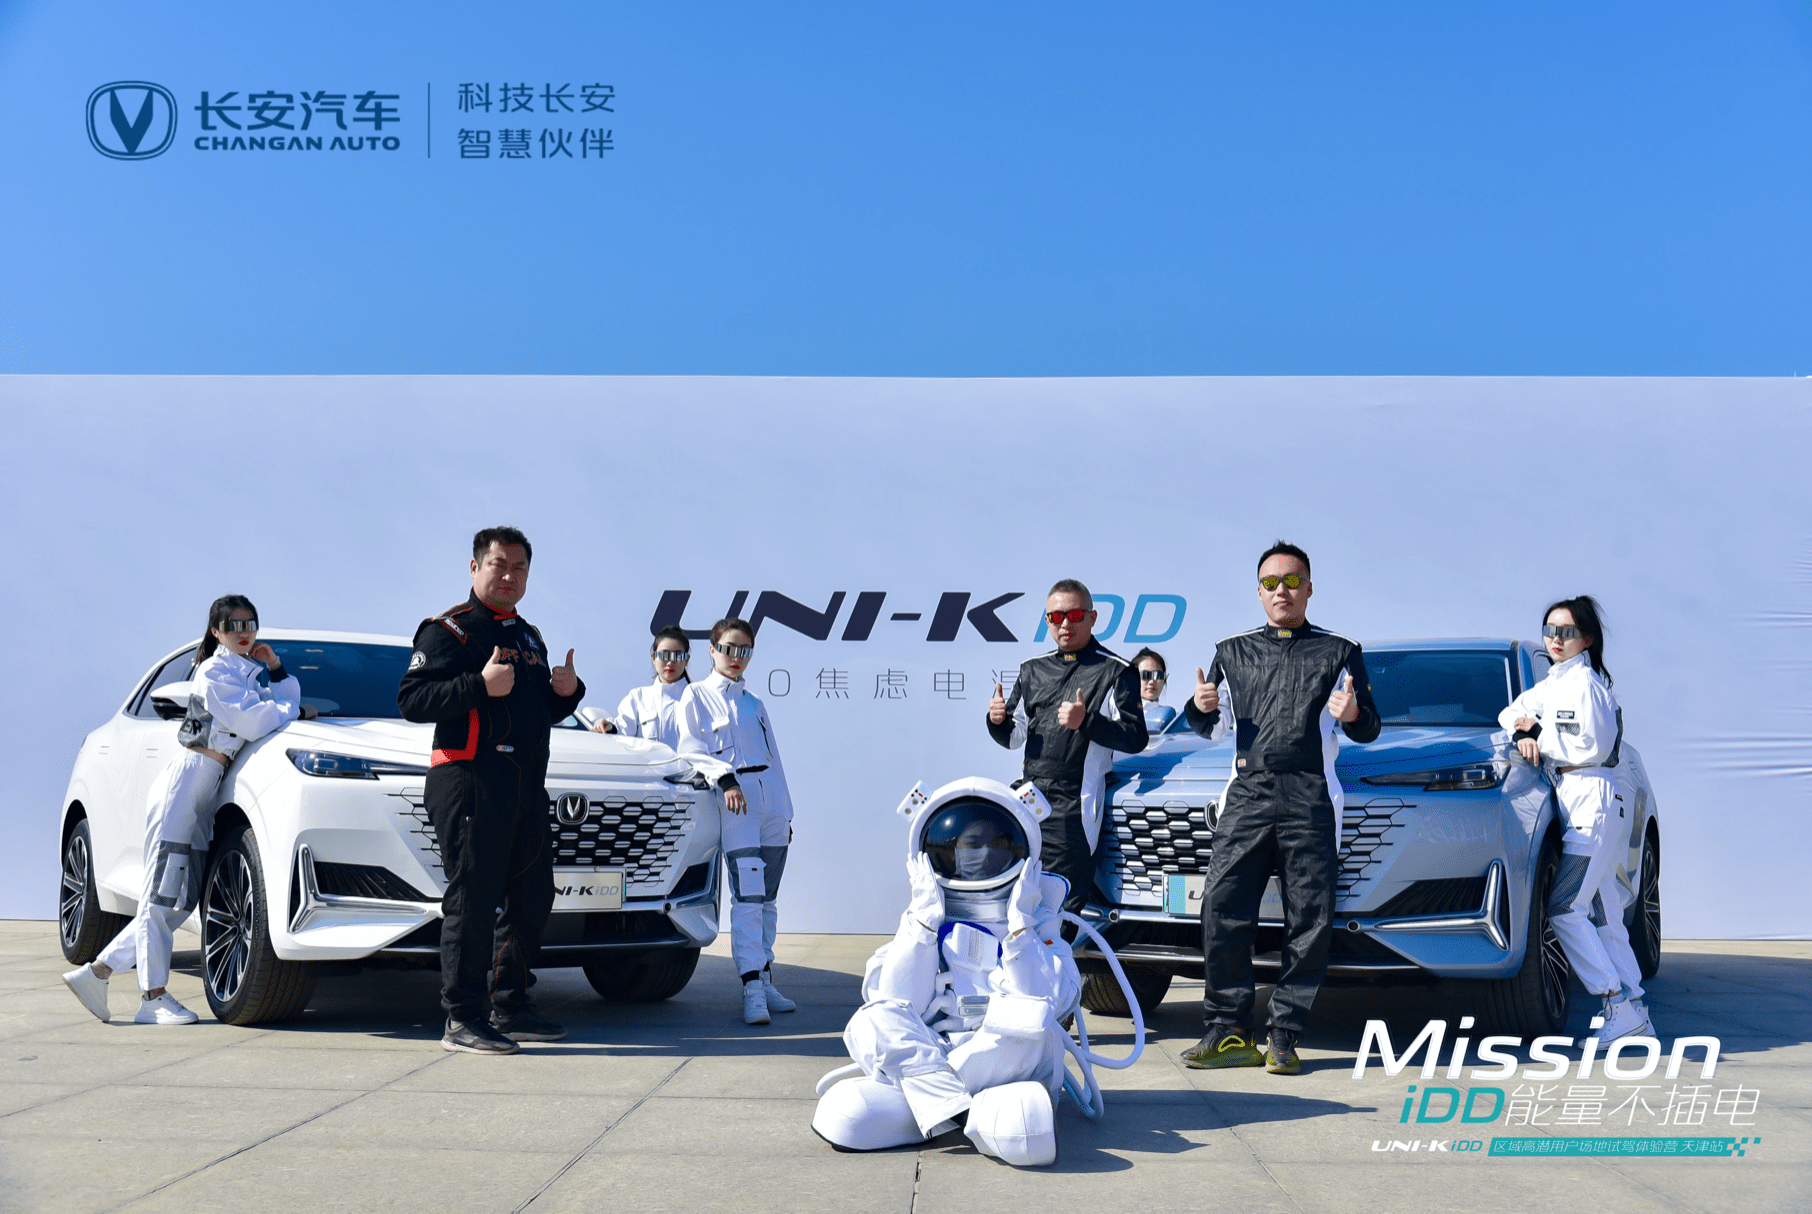 长安汽车
CHANGAN AUTO
科技长安
智慧伙伴
UNI-K iDD
0焦虑电
UNI-K iDD
Mission
iDD能量不插电
UNI-K iDD 区域高潜用户场地试驾体验营 天津站